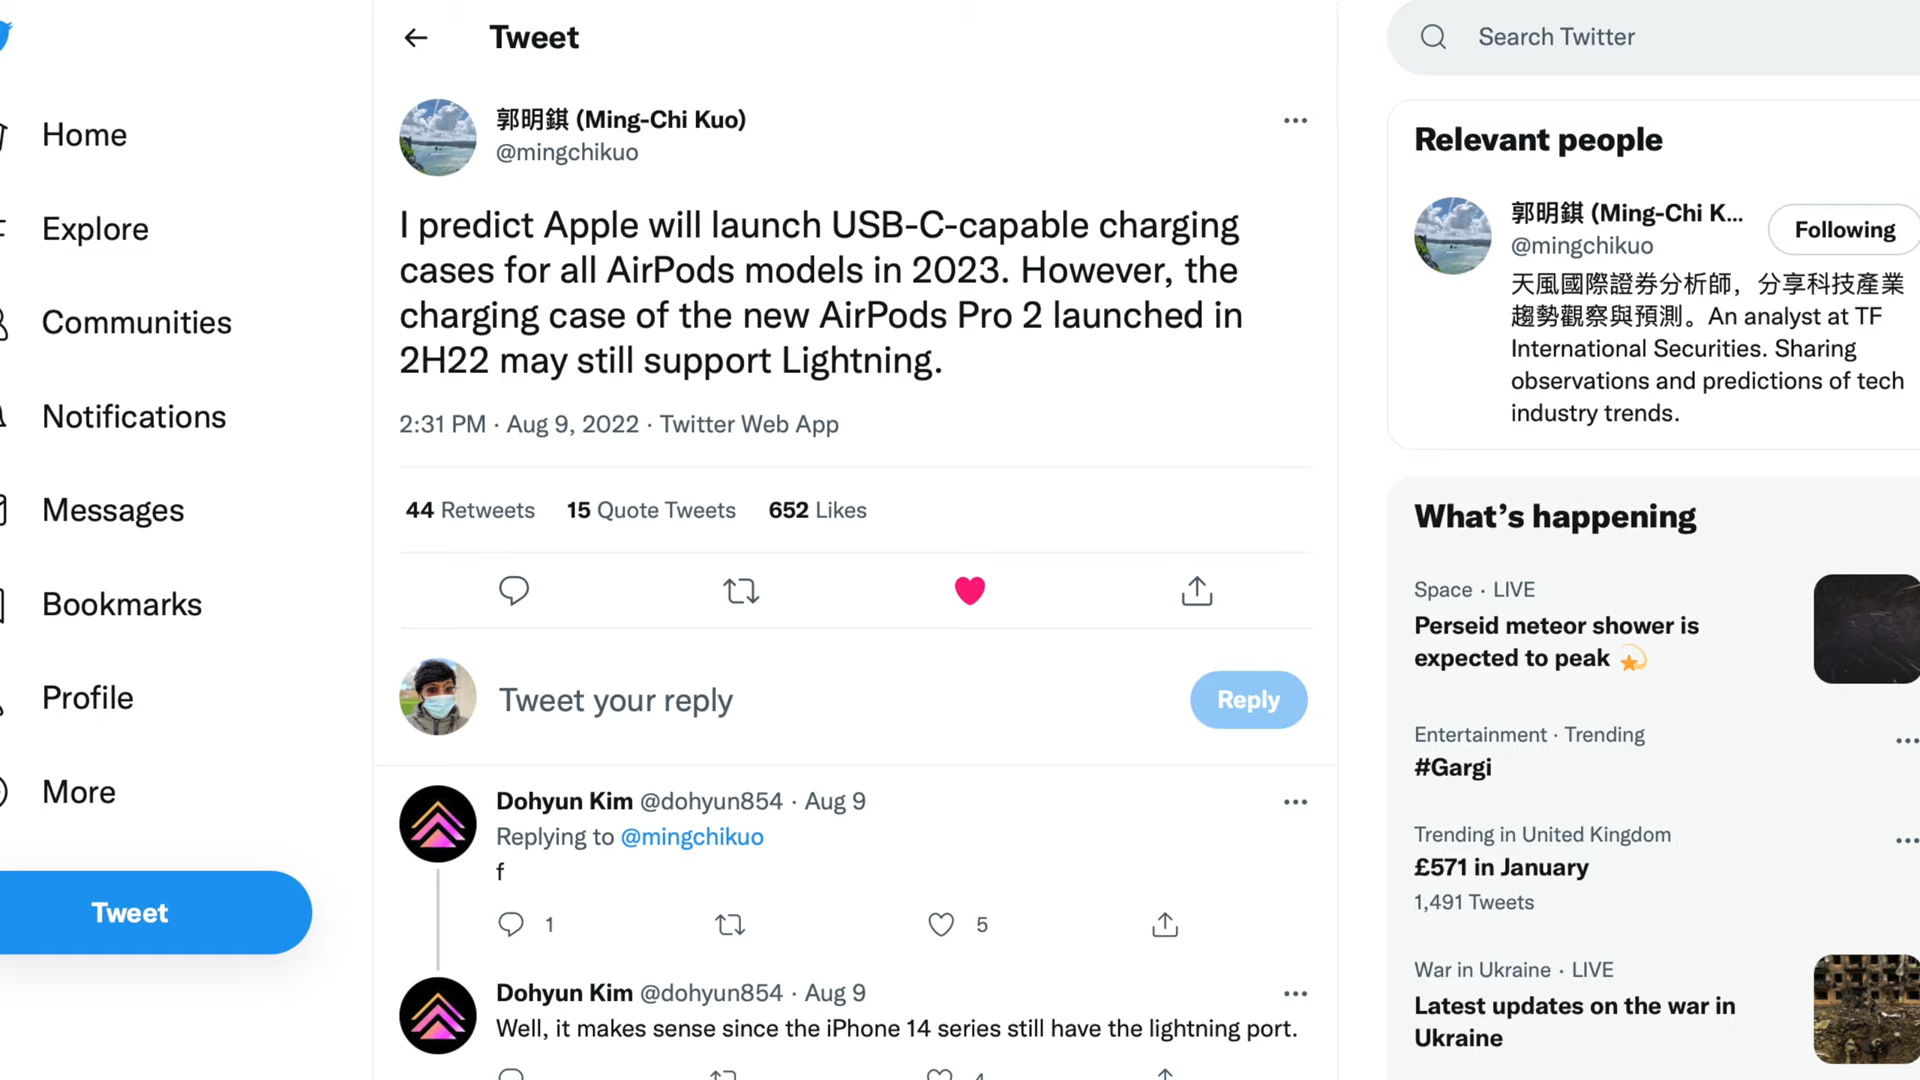 Home
Explore
Communities
Notifications
Messages
Bookmarks
Profile
More
Tweet
Tweet
郭明錤 (Ming-Chi Kuo)
@mingchikuo
I predict Apple will launch USB-C-capable charging
cases for all AirPods models in 2023. However, the
charging case of the new AirPods Pro 2 launched in
2H22 may still support Lightning.
2:31 PM · Aug 9, 2022 · Twitter Web App
44 Retweets 15 Quote Tweets 652 Likes
Tweet your reply
Reply
Dohyun Kim @dohyun854 · Aug 9
Replying to @mingchikuo
f
1 5
Dohyun Kim @dohyun854 · Aug 9
Well, it makes sense since the iPhone 14 series still have the lightning port.
Search Twitter
Relevant people
郭明錤 (Ming-Chi K...
Following
@mingchikuo
天風國際證券分析師，分享科技產業
趨勢觀察與預測。An analyst at TF
International Securities. Sharing
observations and predictions of tech
industry trends.
What's happening
Space · LIVE
Perseid meteor shower is
expected to peak 💫
Entertainment · Trending
#Gargi
Trending in United Kingdom
£571 in January
1,491 Tweets
War in Ukraine · LIVE
Latest updates on the war in
Ukraine